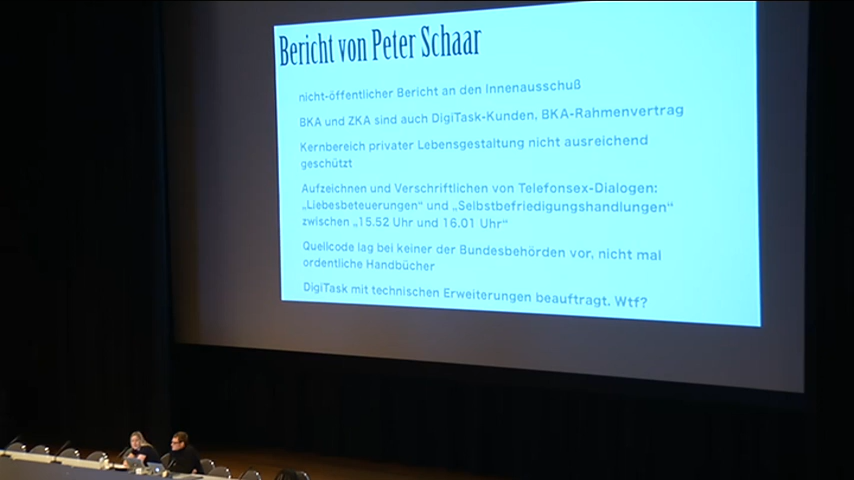 Bericht von Peter Schaar
nicht-öffentlicher Bericht an den Innenausschuß
BKA und ZKA sind auch DigiTask-Kunden, BKA-Rahmenvertrag
Kernbereich privater Lebensgestaltung nicht ausreichend
geschützt
Aufzeichnen und Verschriftlichen von Telefonsex-Dialogen:
„Liebesbeteuerungen“ und „Selbstbefriedigungshandlungen“
zwischen „15.52 Uhr und 16.01 Uhr“
Quellcode lag bei keiner der Bundesbehörden vor, nicht mal
ordentliche Handbücher
DigiTask mit technischen Erweiterungen beauftragt. Wtf?